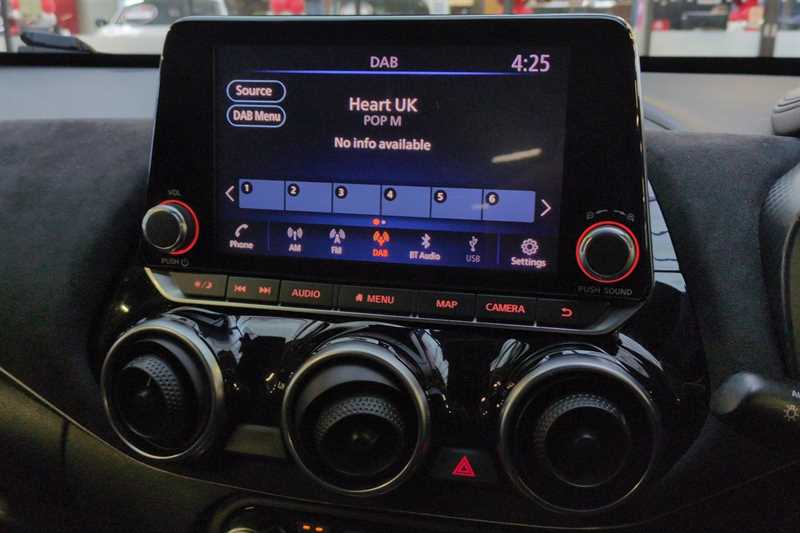 DAB 4:25
Source
Heart UK
DAB Menu
POP M
No info available
1 2 3 4 5 6
VOL
PUSH
Phone AM FM DAB BT Audio USB Settings
PUSH SOUND
AUDIO MENU MAP CAMERA